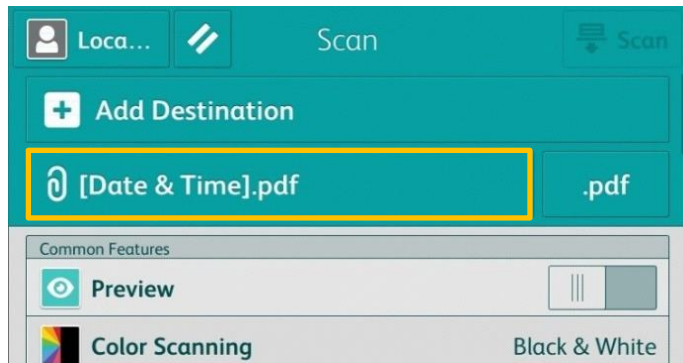 Loca...
Scan
Scan
Add Destination
[Date & Time].pdf
.pdf
Common Features
Preview
Color Scanning
Black & White